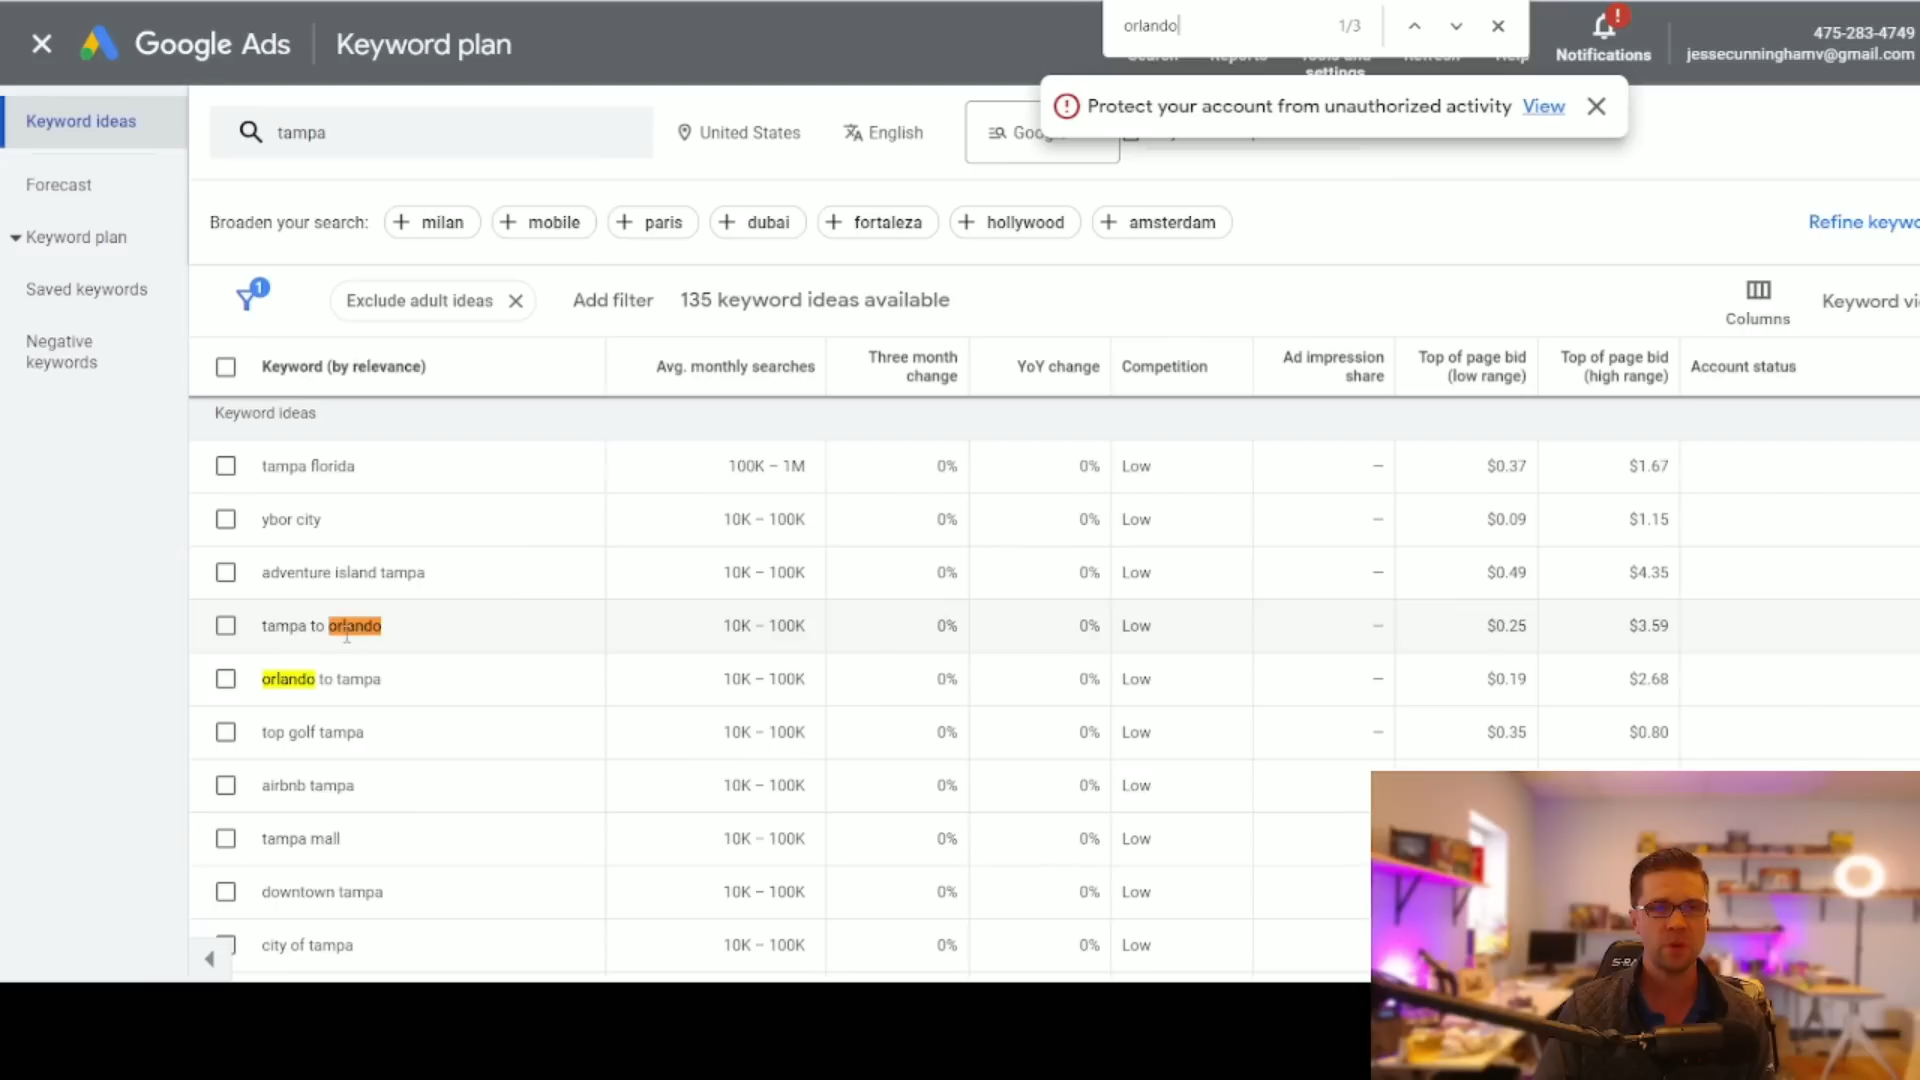 orlando 1/3
Google Ads Keyword plan
Notifications
475-283-4749
jessecunninghamv@gmail.com
settings
Protect your account from unauthorized activity View
Keyword ideas
Forecast
Keyword plan
Saved keywords
Negative
keywords
tampa United States English
Broaden your search: milan mobile paris dubai fortaleza hollywood amsterdam
1
Exclude adult ideas Add filter 135 keyword ideas available
Columns
Keyword (by relevance) Avg. monthly searches Three month change YoY change Competition Ad impression share Top of page bid (low range) Top of page bid (high range) Account status
Keyword ideas
tampa florida 100K – 1M 0% 0% Low – $0.37 $1.67
ybor city 10K – 100K 0% 0% Low – $0.09 $1.15
adventure island tampa 10K – 100K 0% 0% Low – $0.49 $4.35
tampa to orlando 10K – 100K 0% 0% Low – $0.25 $3.59
orlando to tampa 10K – 100K 0% 0% Low – $0.19 $2.68
top golf tampa 10K – 100K 0% 0% Low – $0.35 $0.80
airbnb tampa 10K – 100K 0% 0% Low
tampa mall 10K – 100K 0% 0% Low
downtown tampa 10K – 100K 0% 0% Low
city of tampa 10K – 100K 0% 0% Low